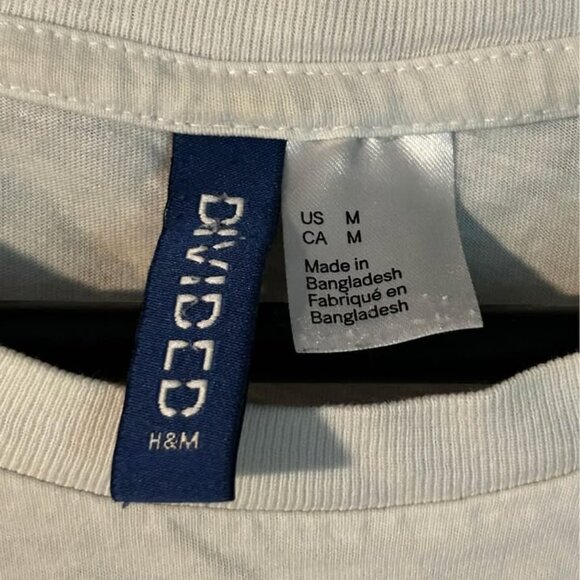 DIVIDED
H&M
US M
CA M
Made in
Bangladesh
Fabriqué en
Bangladesh